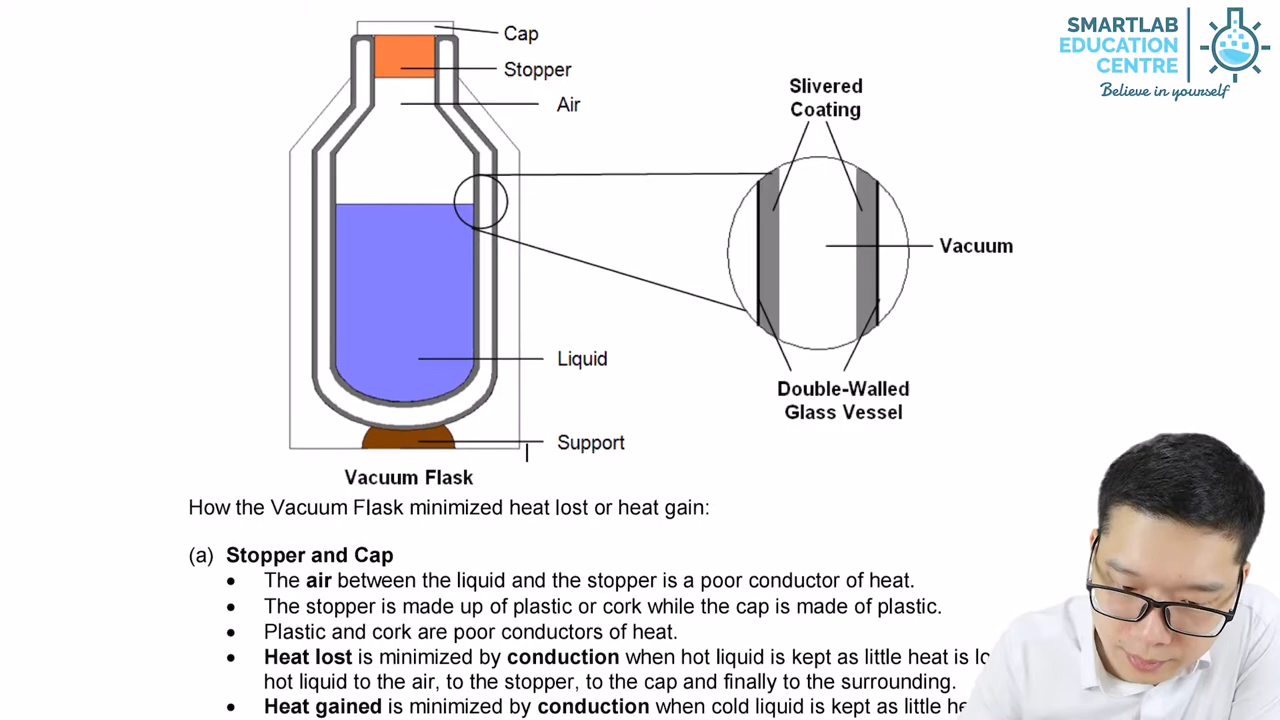 SMARTLAB
EDUCATION
CENTRE
Believe in yourself
Cap
Stopper
Air
Slivered
Coating
Vacuum
Liquid
Double-Walled
Glass Vessel
Support
Vacuum Flask
How the Vacuum Flask minimized heat lost or heat gain:
(a) Stopper and Cap
• The air between the liquid and the stopper is a poor conductor of heat.
• The stopper is made up of plastic or cork while the cap is made of plastic.
• Plastic and cork are poor conductors of heat.
• Heat lost is minimized by conduction when hot liquid is kept as little heat is
hot liquid to the air, to the stopper, to the cap and finally to the surrounding.
• Heat gained is minimized by conduction when cold liquid is kept as little